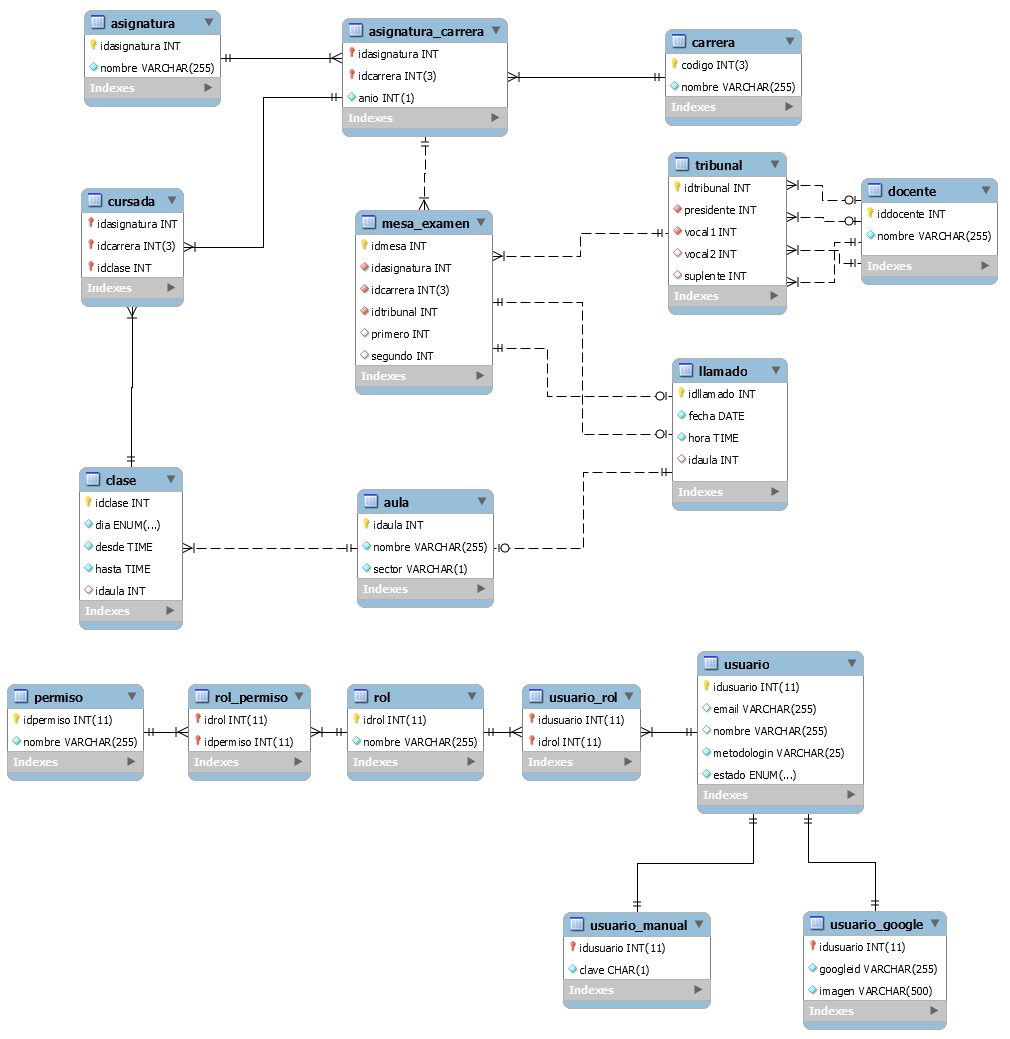 asignatura
idasignatura INT
nombre VARCHAR(255)
Indexes
asignatura_carrera
idasignatura INT
idcarrera INT(3)
anio INT(1)
Indexes
carrera
codigo INT(3)
nombre VARCHAR(255)
Indexes
cursada
idasignatura INT
idcarrera INT(3)
idclase INT
Indexes
mesa_examen
idmesa INT
idasignatura INT
idcarrera INT(3)
idtribunal INT
primero INT
segundo INT
Indexes
tribunal
idtribunal INT
presidente INT
vocal1 INT
vocal2 INT
suplente INT
Indexes
docente
iddocente INT
nombre VARCHAR(255)
Indexes
llamado
idllamado INT
fecha DATE
hora TIME
idaula INT
Indexes
clase
idclase INT
dia ENUM(...)
desde TIME
hasta TIME
idaula INT
Indexes
aula
idaula INT
nombre VARCHAR(255)
sector VARCHAR(1)
Indexes
permiso
idpermiso INT(11)
nombre VARCHAR(255)
Indexes
rol_permiso
idrol INT(11)
idpermiso INT(11)
Indexes
rol
idrol INT(11)
nombre VARCHAR(255)
Indexes
usuario_rol
idusuario INT(11)
idrol INT(11)
Indexes
usuario
idusuario INT(11)
email VARCHAR(255)
nombre VARCHAR(255)
metodologin VARCHAR(25)
estado ENUM(...)
Indexes
usuario_manual
idusuario INT(11)
clave CHAR(1)
Indexes
usuario_google
idusuario INT(11)
googleid VARCHAR(255)
imagen VARCHAR(500)
Indexes